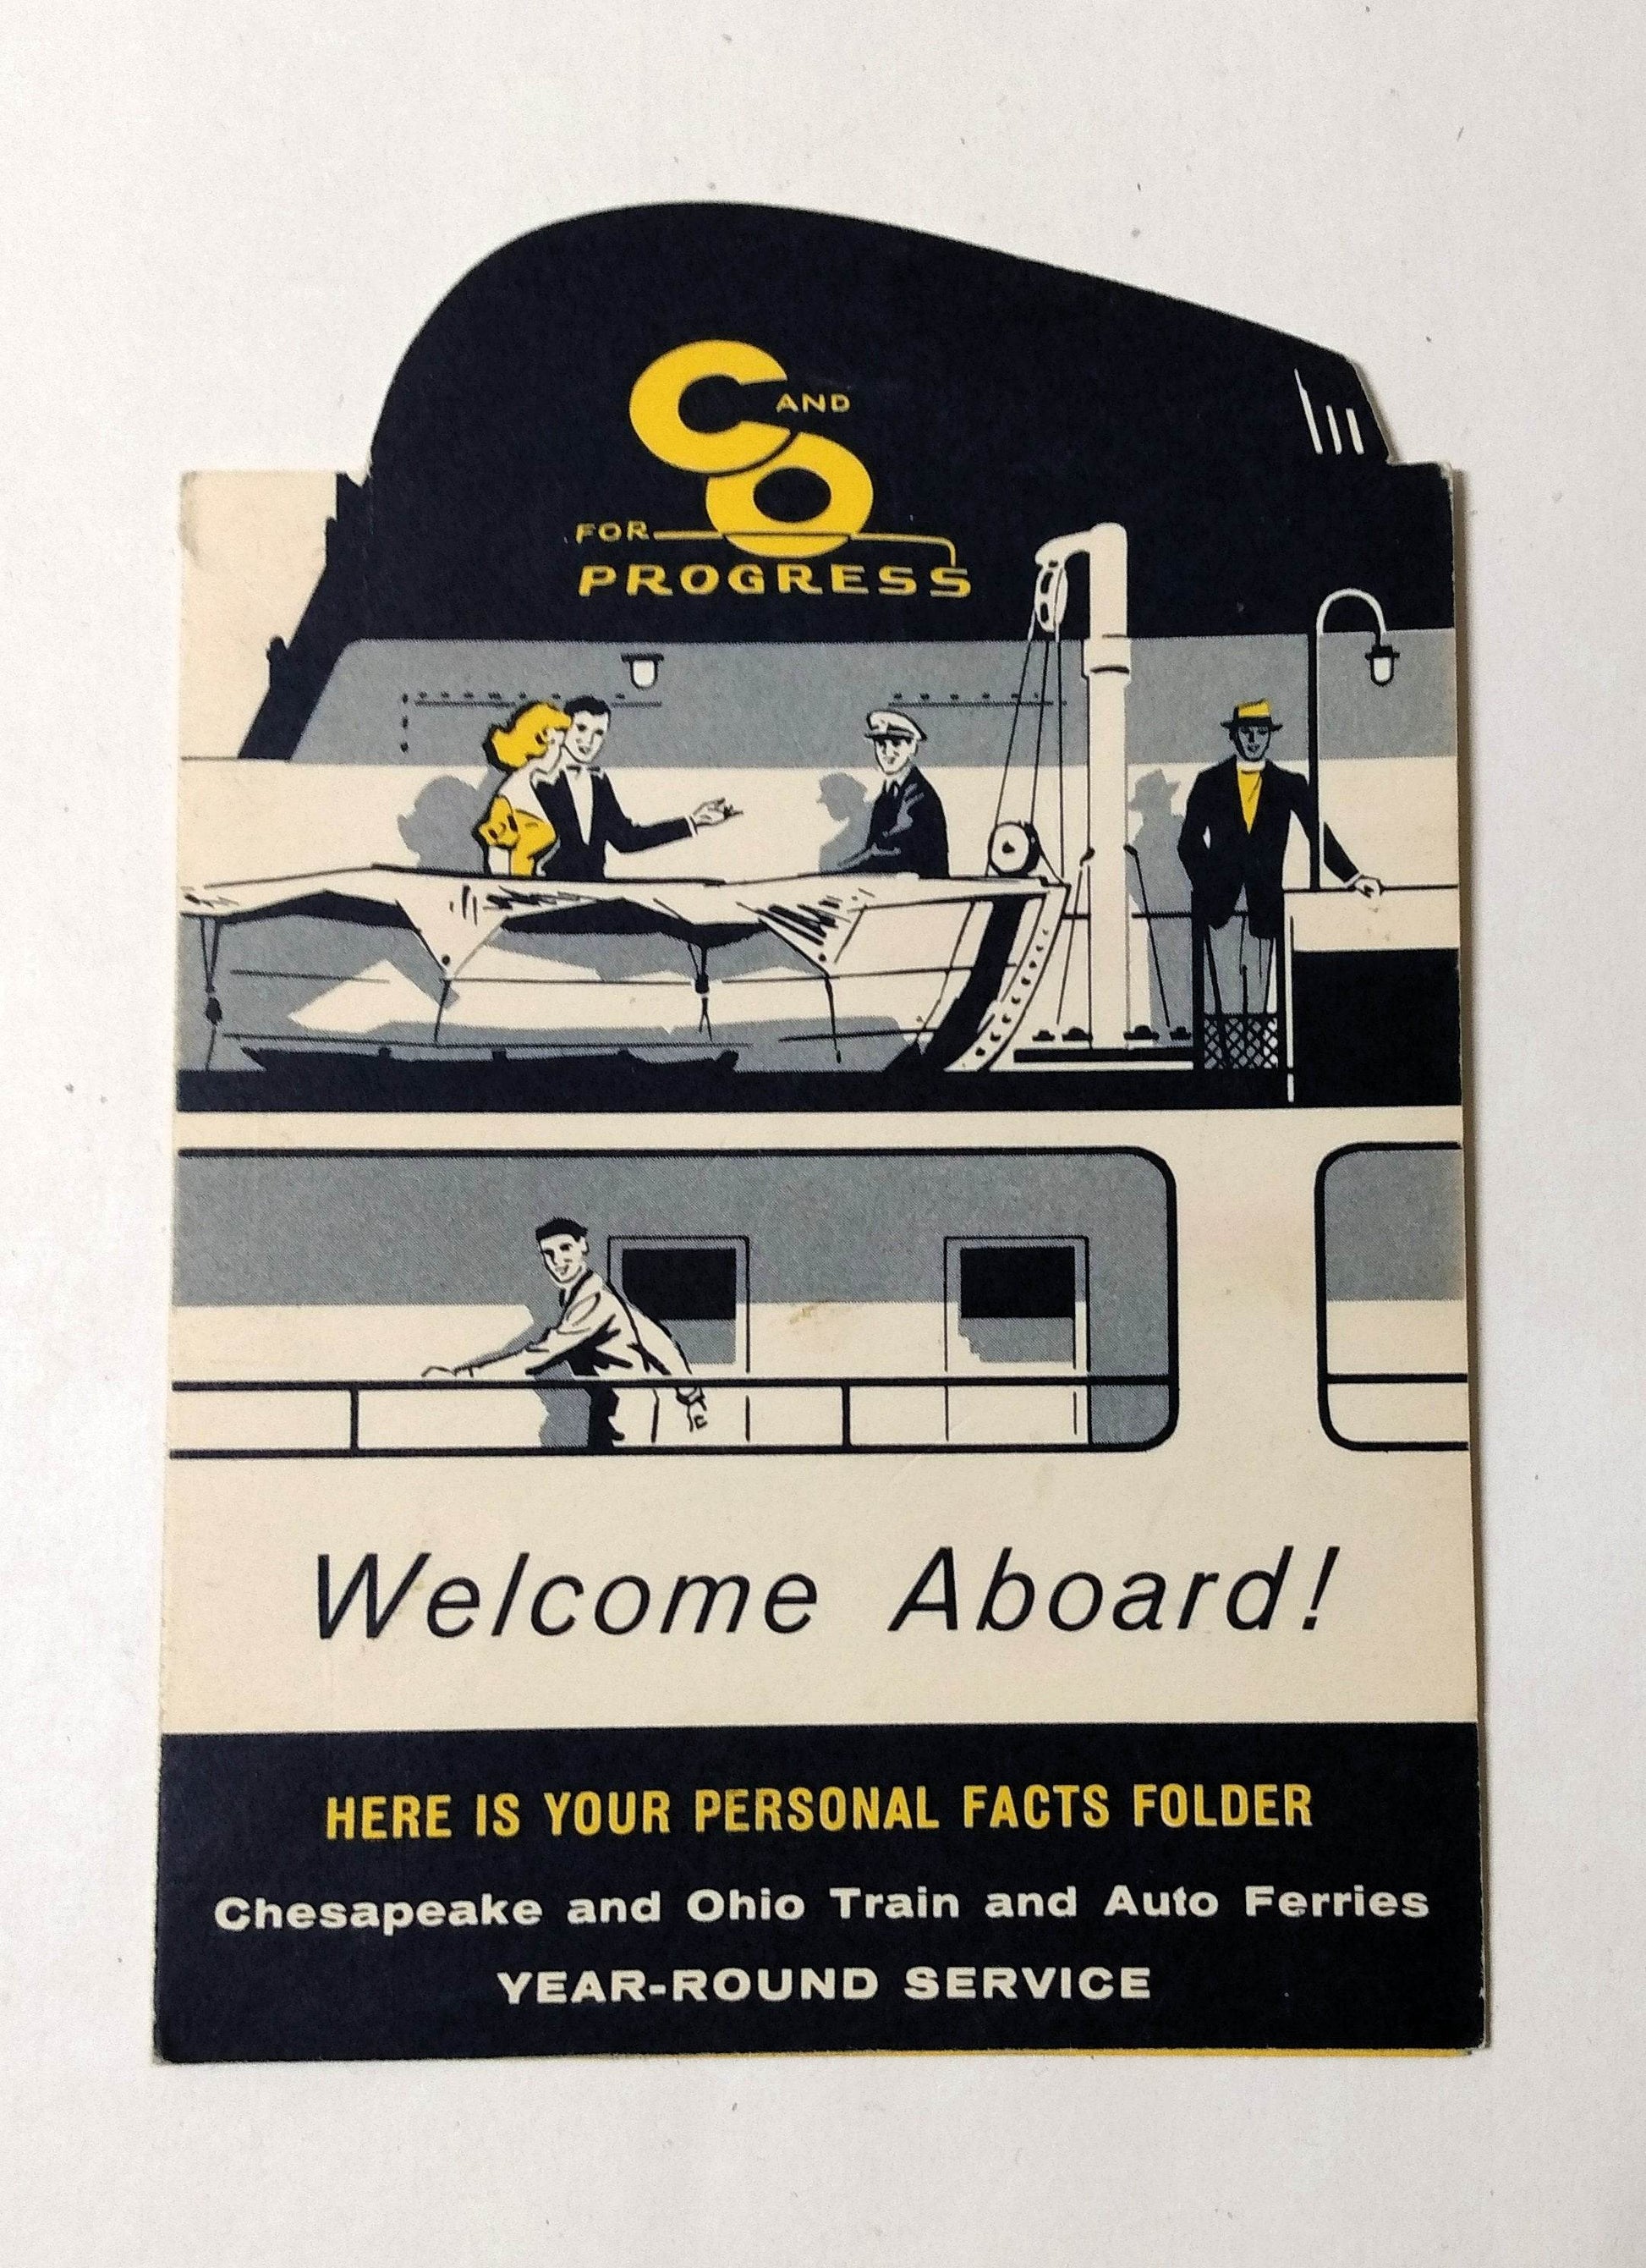 C AND
O
FOR
PROGRESS
Welcome Aboard!
HERE IS YOUR PERSONAL FACTS FOLDER
Chesapeake and Ohio Train and Auto Ferries
YEAR-ROUND SERVICE